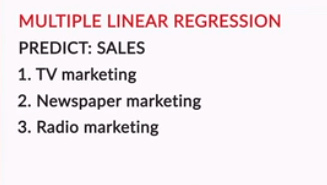 MULTIPLE LINEAR REGRESSION
PREDICT: SALES
1. TV marketing
2. Newspaper marketing
3. Radio marketing